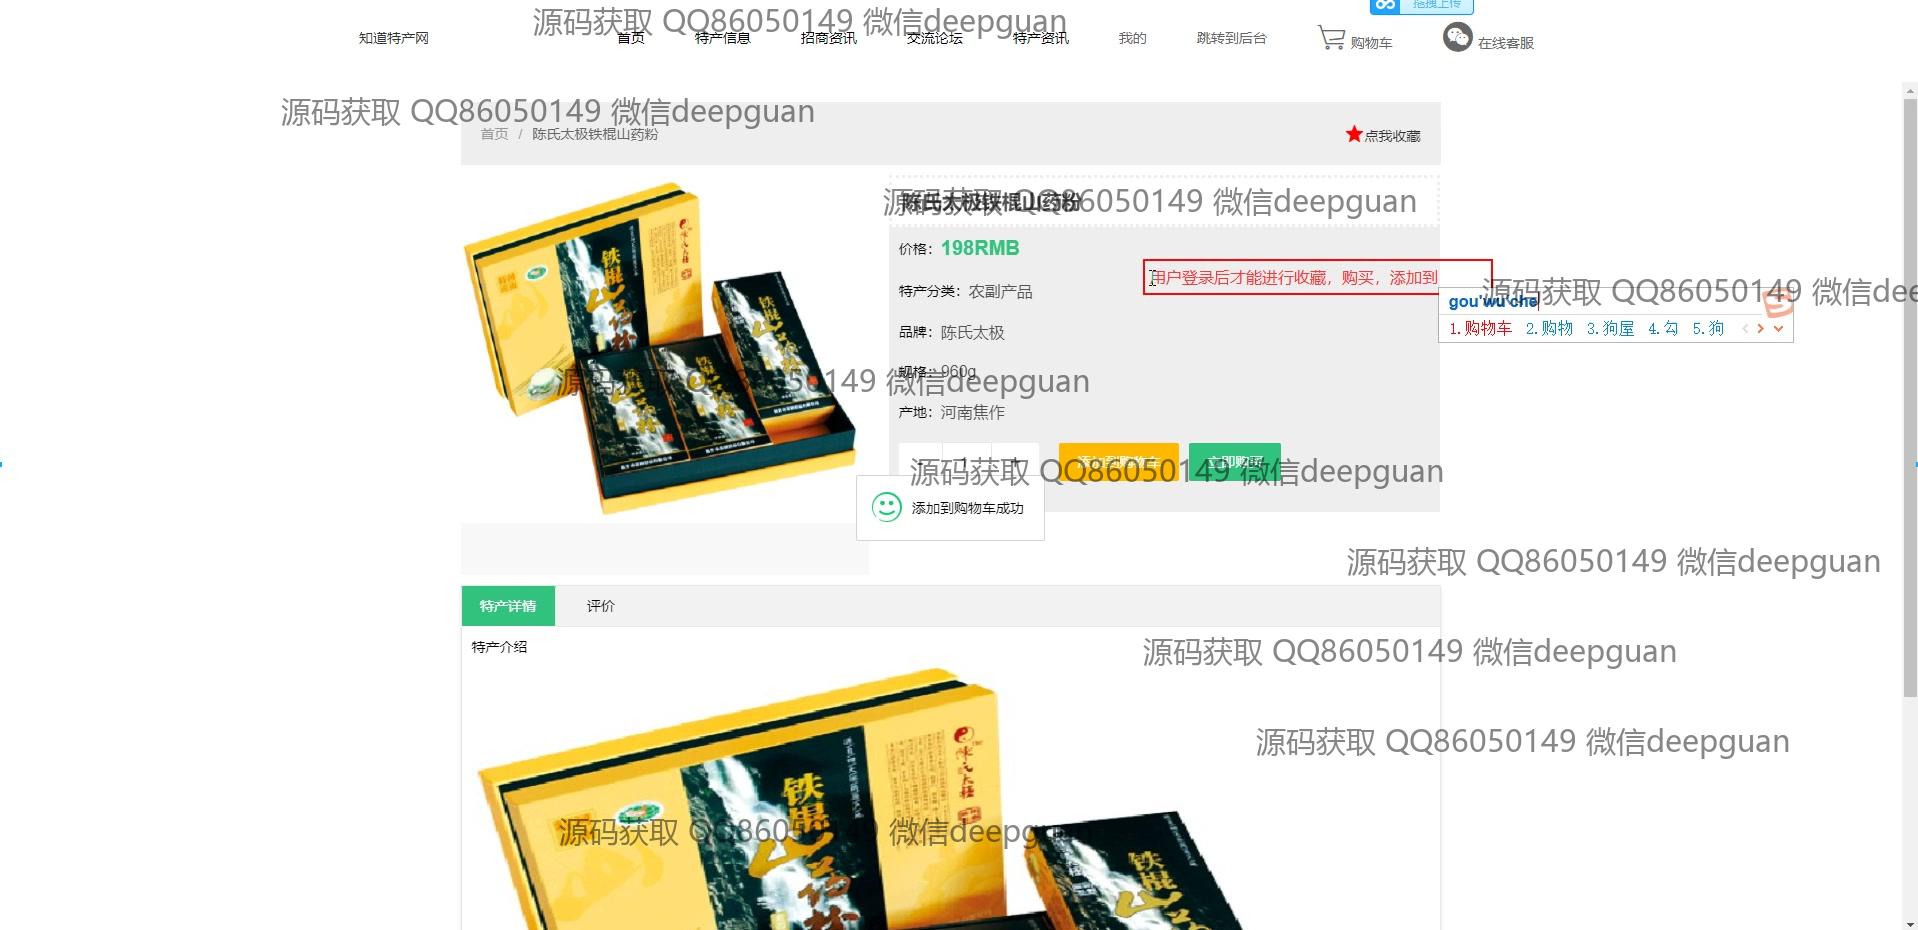 拖拽上传
源码获取 QQ86050149 微信deepguan
知道特产网
首页
特产信息
招商资讯
交流论坛
特产资讯
我的
跳转到后台
购物车
在线客服
源码获取 QQ86050149 微信deepguan
首页 / 陈氏太极铁棍山药粉
点我收藏
源码获取 QQ86050149 微信deepguan
陈氏太极铁棍山药粉
价格：198RMB
用户登录后才能进行收藏，购买，添加到
gou'wu'che
1.购物车 2.购物 3.狗屋 4.勾 5.狗
特产分类：农副产品
源码获取 QQ86050149 微信dee
品牌：陈氏太极
规格：960g
源码获取 QQ86050149 微信deepguan
产地：河南焦作
- 1 +
添加到购物车
立即购买
源码获取 QQ86050149 微信deepguan
添加到购物车成功
源码获取 QQ86050149 微信deepguan
特产详情
评价
特产介绍
源码获取 QQ86050149 微信deepguan
源码获取 QQ86050149 微信deepguan
铁棍
山药粉
陈氏太极
铁棍
山
源码获取 QQ86050149 微信deepguan